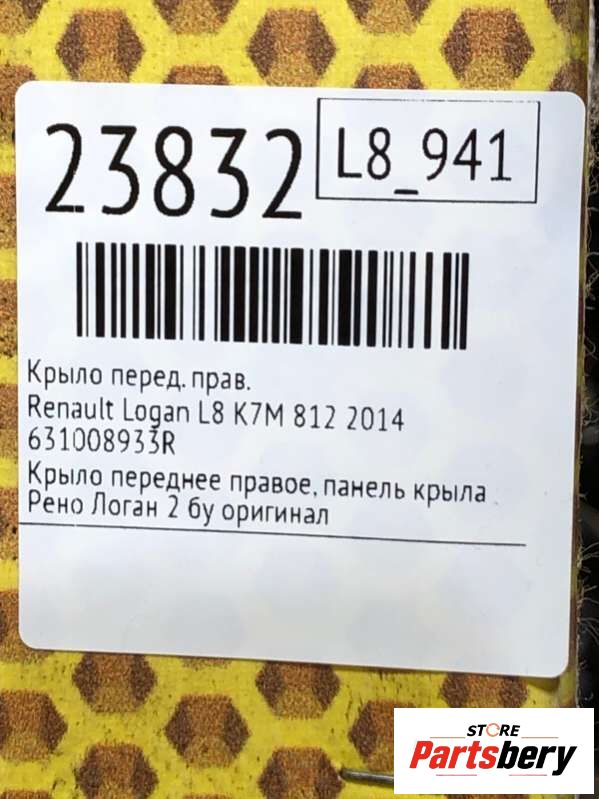 23832
L8_941
Крыло перед. прав.
Renault Logan L8 K7M 812 2014
631008933R
Крыло переднее правое, панель крыла
Рено Логан 2 бу оригинал
STORE
Partsbery